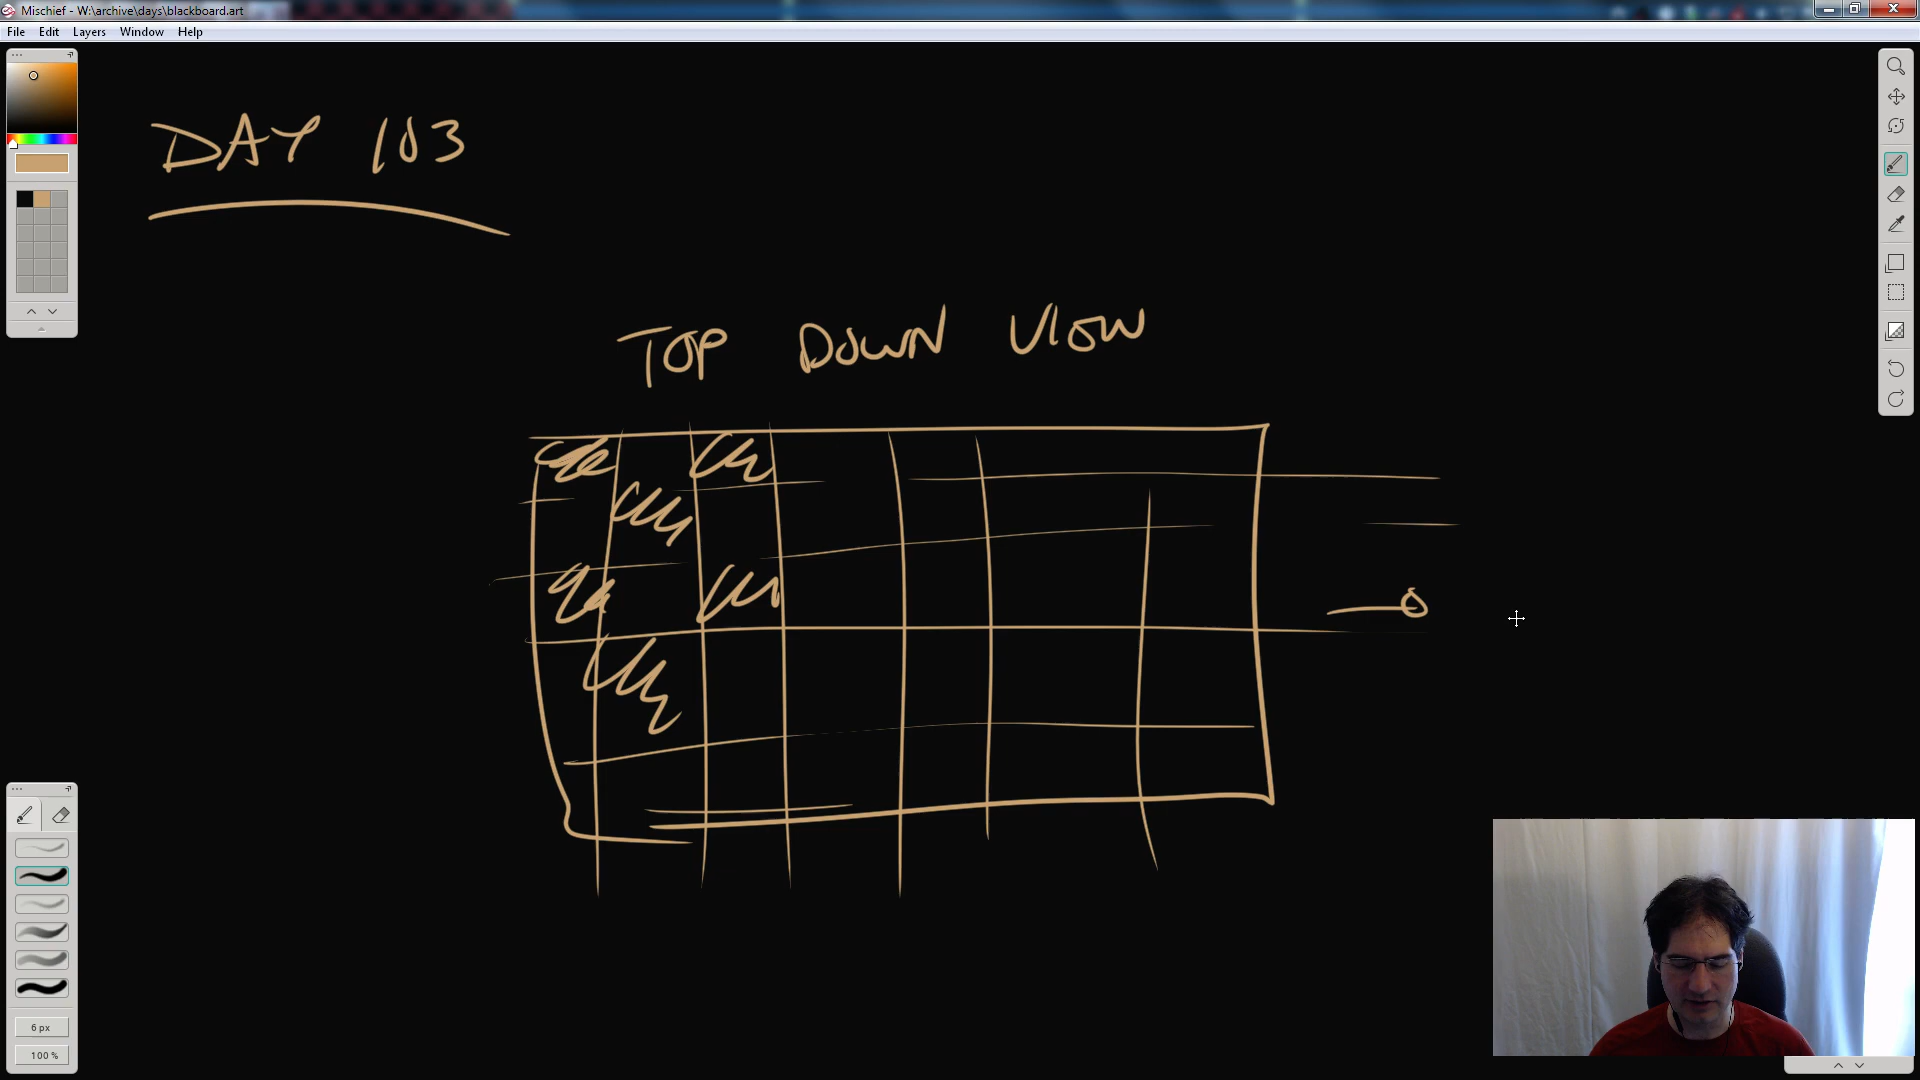 Mischief - W:\archive\days\blackboard.art
File Edit Layers Window Help
DAY 103
TOP DOWN VIEW
6 px
100 %